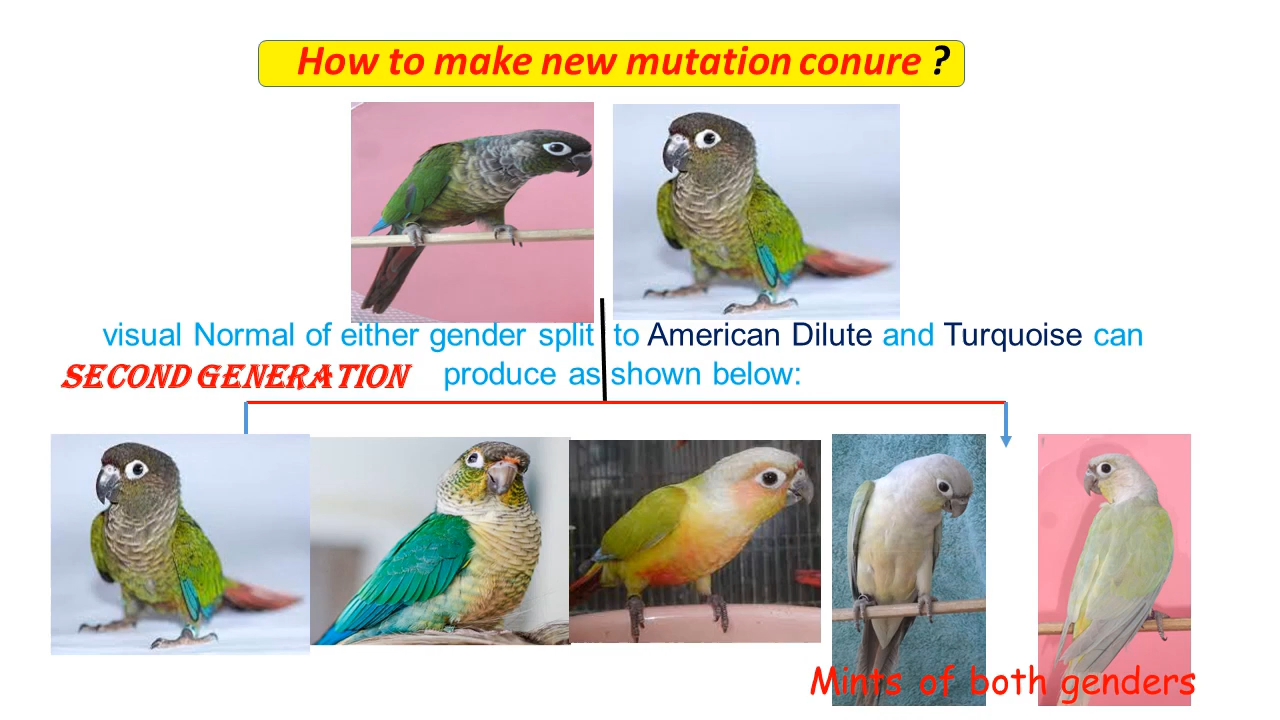 How to make new mutation conure ?
visual Normal of either gender split to American Dilute and Turquoise can
SECOND GENERATION produce as shown below:
Mints of both genders